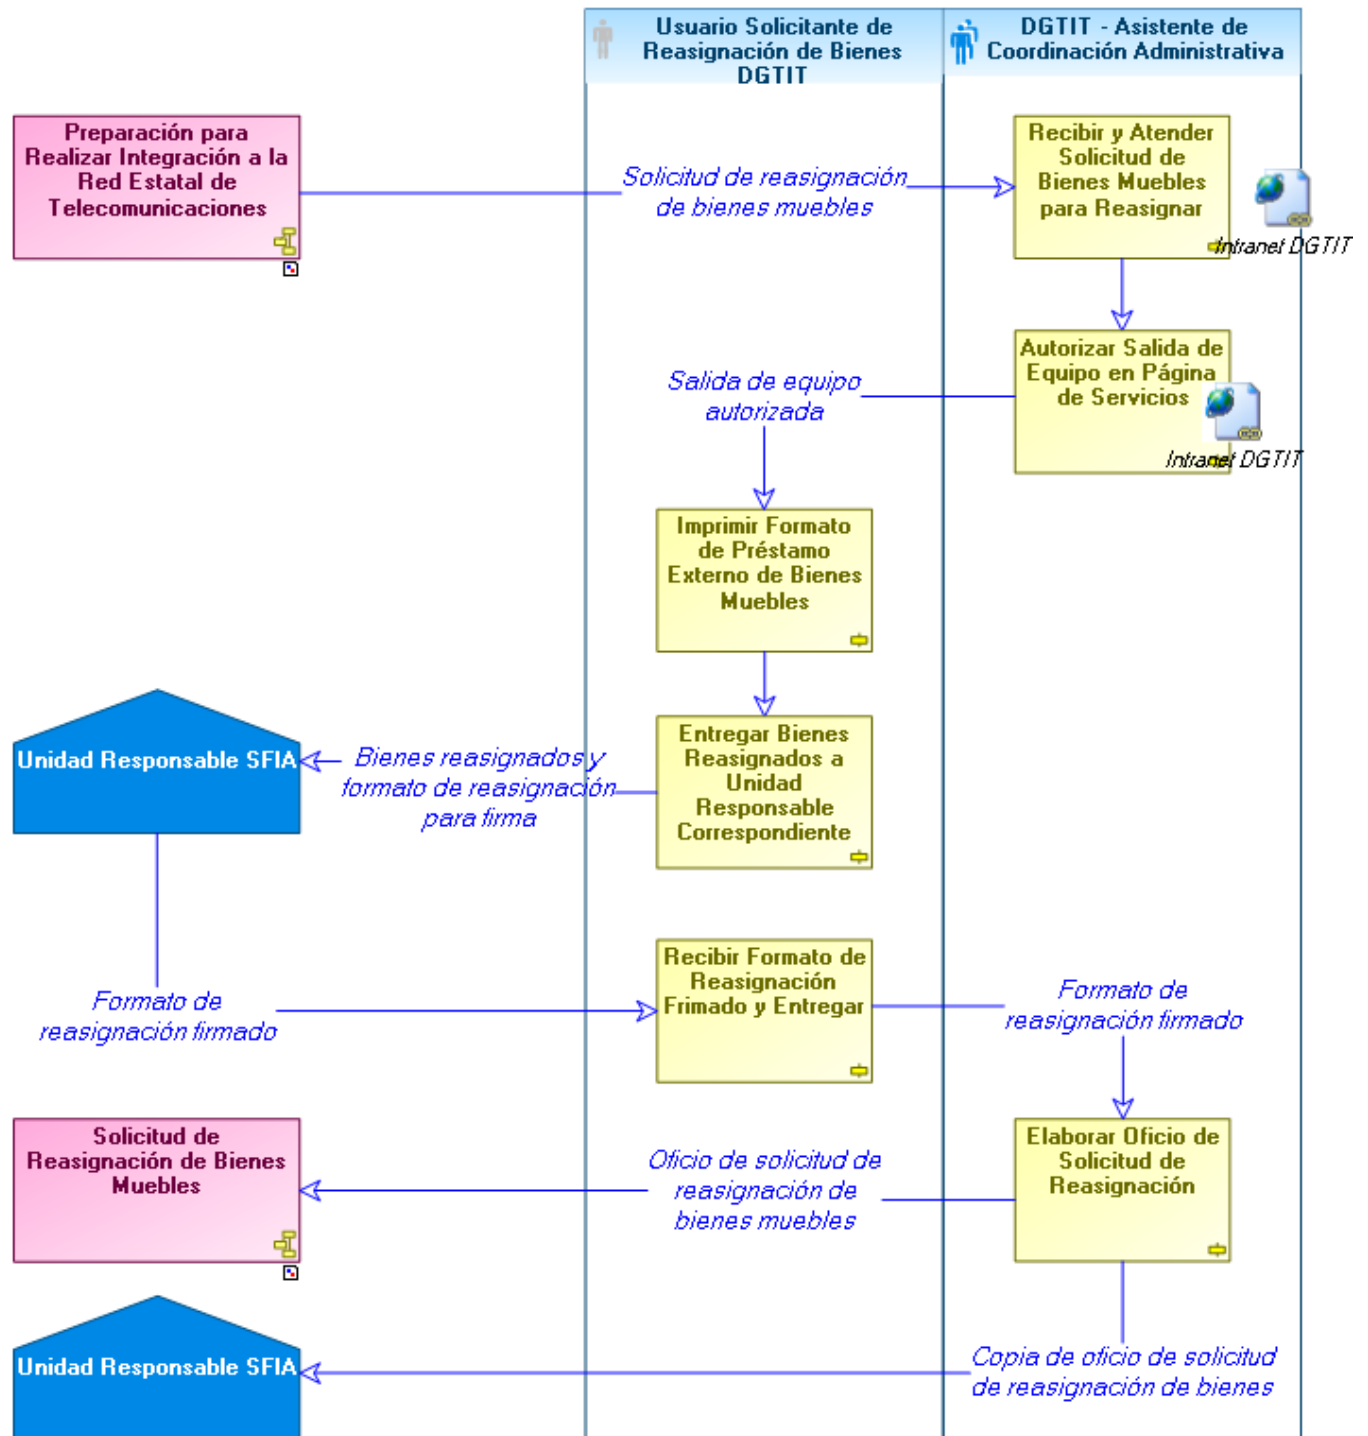 Usuario Solicitante de
Reasignación de Bienes
DGTIT
DGTIT - Asistente de
Coordinación Administrativa
Preparación para
Realizar Integración a la
Red Estatal de
Telecomunicaciones
Solicitud de reasignación
de bienes muebles
Recibir y Atender
Solicitud de
Bienes Muebles
para Reasignar
Intranet DGTIT
Autorizar Salida de
Equipo en Página
de Servicios
Intranet DGTIT
Salida de equipo
autorizada
Imprimir Formato
de Préstamo
Externo de Bienes
Muebles
Unidad Responsable SFIA
Bienes reasignados y
formato de reasignación
para firma
Entregar Bienes
Reasignados a
Unidad
Responsable
Correspondiente
Formato de
reasignación firmado
Recibir Formato de
Reasignación
Frimado y Entregar
Formato de
reasignación firmado
Solicitud de
Reasignación de Bienes
Muebles
Oficio de solicitud de
reasignación de
bienes muebles
Elaborar Oficio de
Solicitud de
Reasignación
Unidad Responsable SFIA
Copia de oficio de solicitud
de reasignación de bienes